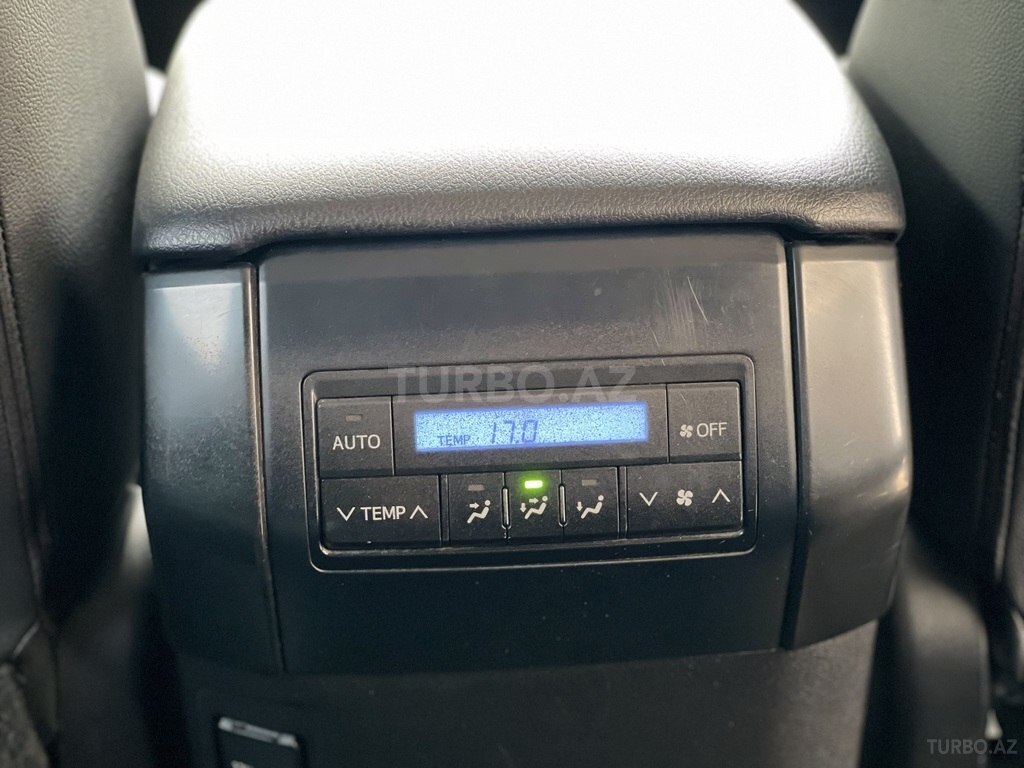 TURBO.AZ
AUTO
TEMP 17.0
OFF
TEMP
TURBO.AZ